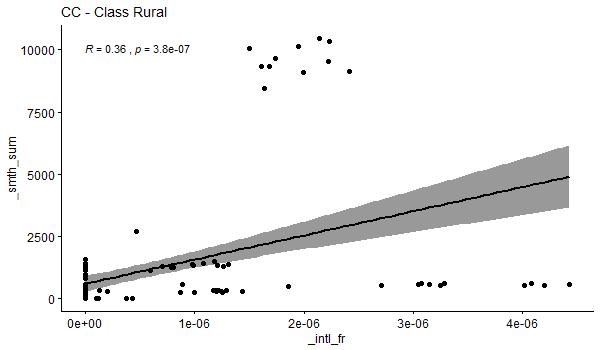 CC - Class Rural
R = 0.36 , p = 3.8e-07
10000
7500
5000
2500
0
_smth_sum
0e+00 1e-06 2e-06 3e-06 4e-06
_intl_fr